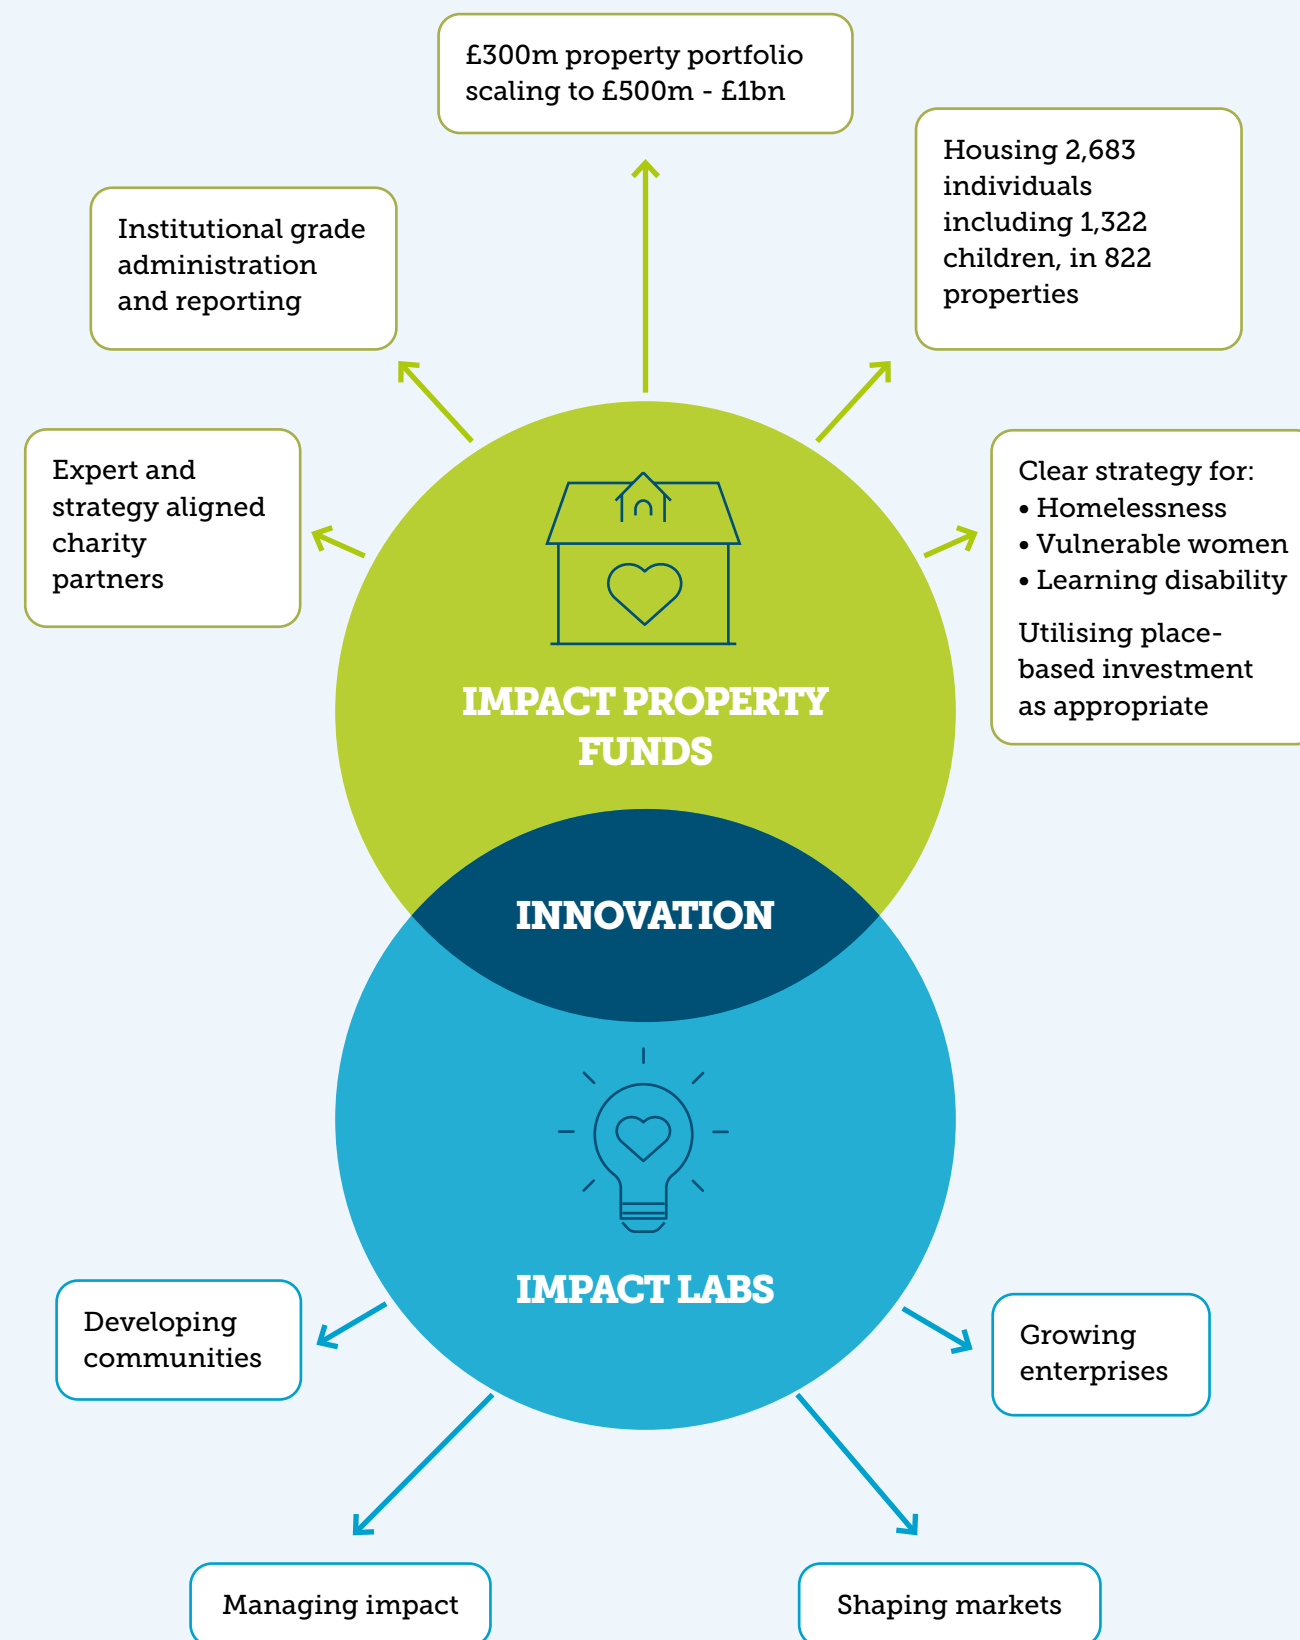 £300m property portfolio
scaling to £500m - £1bn
Housing 2,683
individuals
including 1,322
children, in 822
properties
Institutional grade
administration
and reporting
Expert and
strategy aligned
charity
partners
Clear strategy for:
• Homelessness
• Vulnerable women
• Learning disability
Utilising place-
based investment
as appropriate
IMPACT PROPERTY
FUNDS
INNOVATION
IMPACT LABS
Developing
communities
Growing
enterprises
Managing impact
Shaping markets